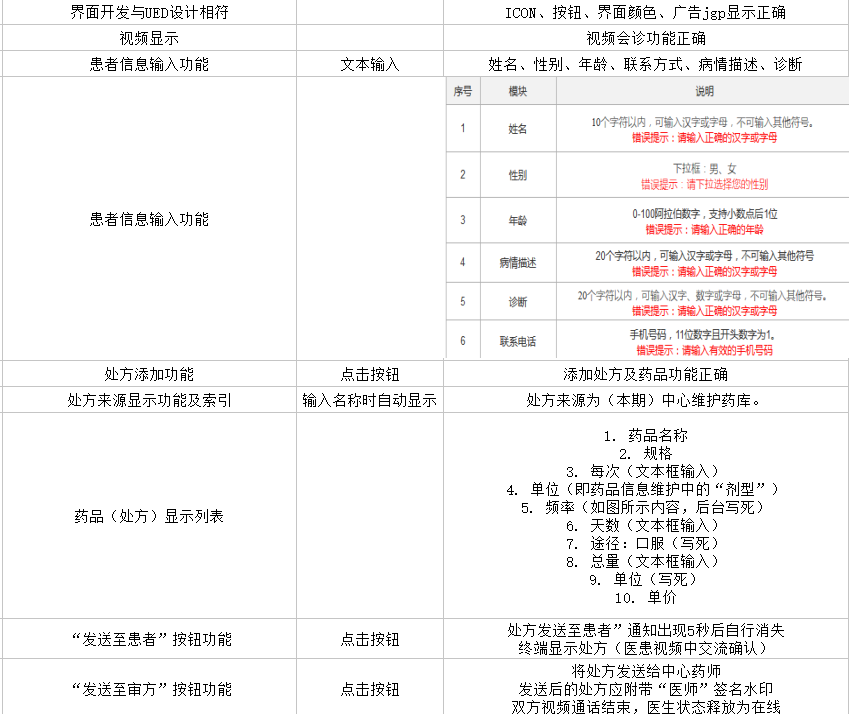 界面开发与UED设计相符 ICON、按钮、界面颜色、广告jgp显示正确
视频显示 视频会诊功能正确
患者信息输入功能 文本输入 姓名、性别、年龄、联系方式、病情描述、诊断
患者信息输入功能
序号 模块 说明
1 姓名 10个字符以内，可输入汉字或字母，不可输入其他符号。
错误提示：请输入正确的汉字或字母
2 性别 下拉框：男、女
错误提示：请下拉选择您的性别
3 年龄 0-100阿拉伯数字，支持小数点后1位
错误提示：请输入正确的年龄
4 病情描述 20个字符以内，可输入汉字或字母，不可输入其他符号
错误提示：请输入正确的汉字或字母
5 诊断 20个字符以内，可输入汉字、数字或字母，不可输入其他符号。
错误提示：请输入正确的汉字或字母
6 联系电话 手机号码，11位数字且开头数字为1。
错误提示：请输入有效的手机号码
处方添加功能 点击按钮 添加处方及药品功能正确
处方来源显示功能及索引 输入名称时自动显示 处方来源为（本期）中心维护药库。
药品（处方）显示列表
1. 药品名称
2. 规格
3. 每次（文本框输入）
4. 单位（即药品信息维护中的“剂型”）
5. 频率（如图所示内容，后台写死）
6. 天数（文本框输入）
7. 途径：口服（写死）
8. 总量（文本框输入）
9. 单位（写死）
10. 单价
“发送至患者”按钮功能 点击按钮 处方发送至患者”通知出现5秒后自行消失
终端显示处方（医患视频中交流确认）
“发送至审方”按钮功能 点击按钮 将处方发送给中心药师
发送后的处方应附带“医师”签名水印
双方视频通话结束，医生状态释放为在线